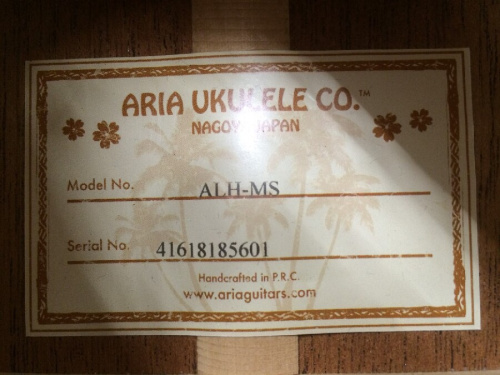 ARIA UKULELE CO.™
NAGOYA JAPAN
Model No. ALH-MS
Serial No. 41618185601
Handcrafted in P.R.C.
www.ariaguitars.com